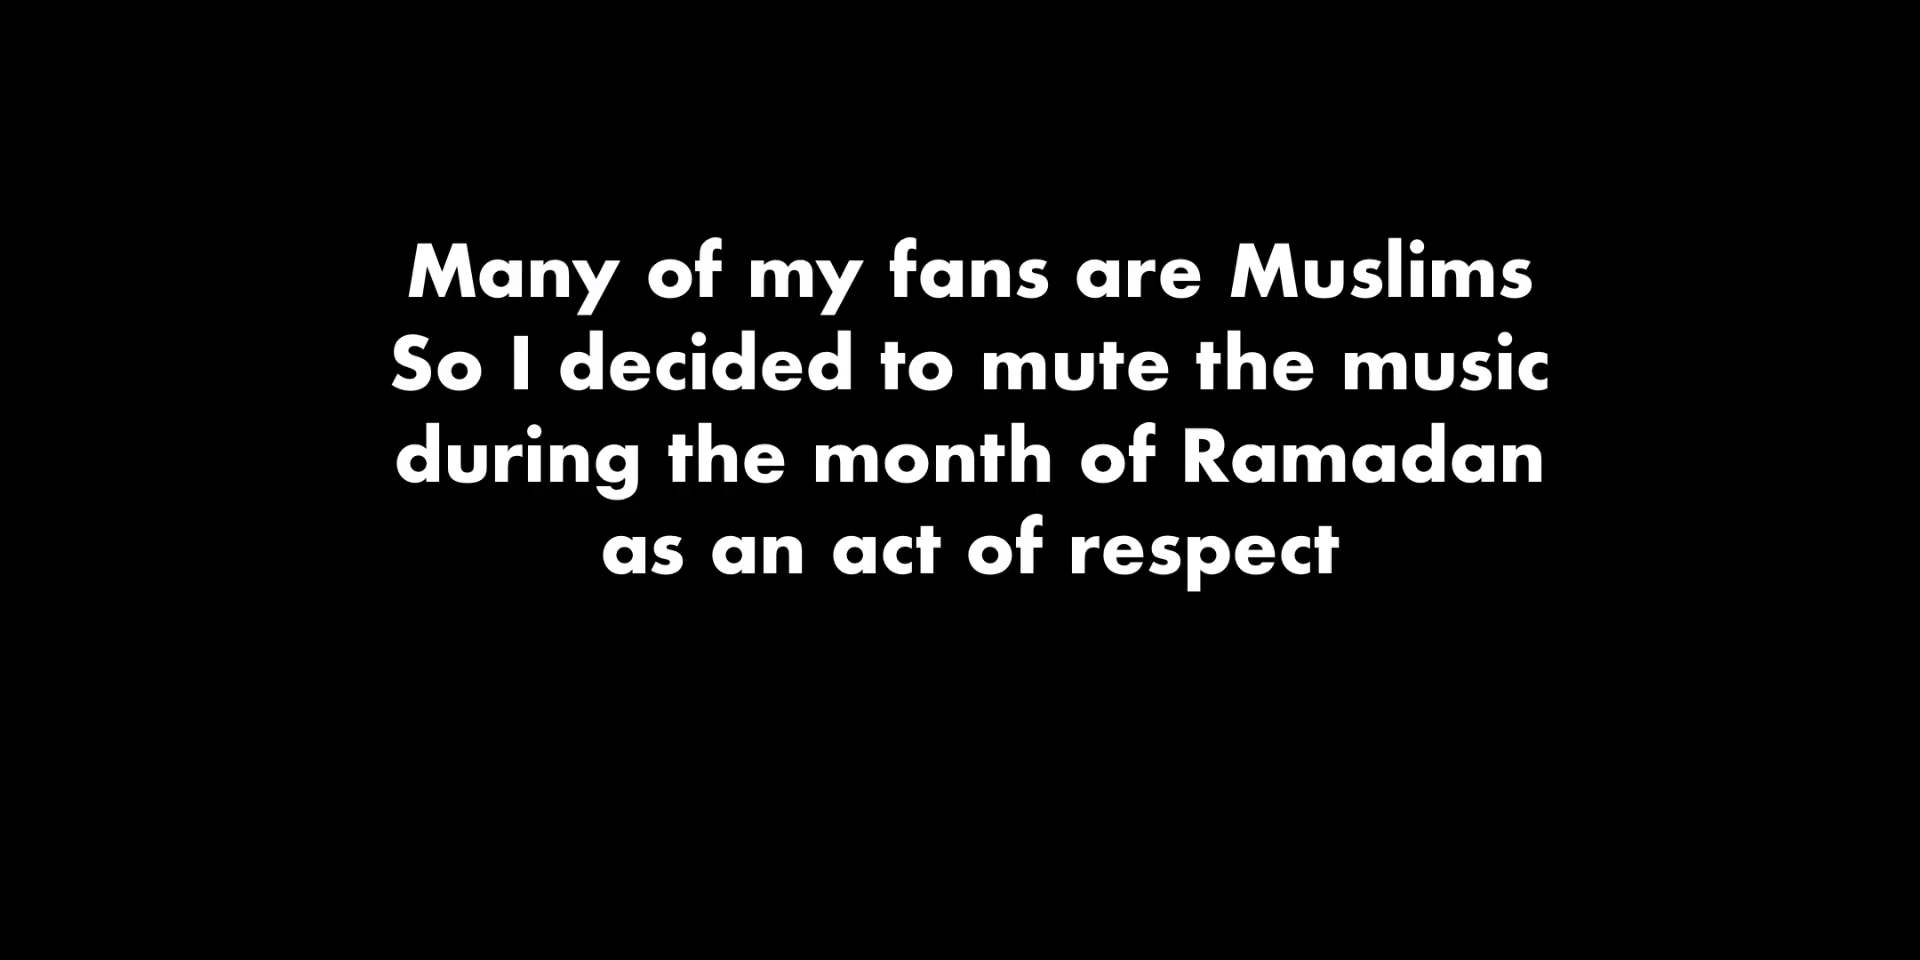 Many of my fans are Muslims
So I decided to mute the music
during the month of Ramadan
as an act of respect